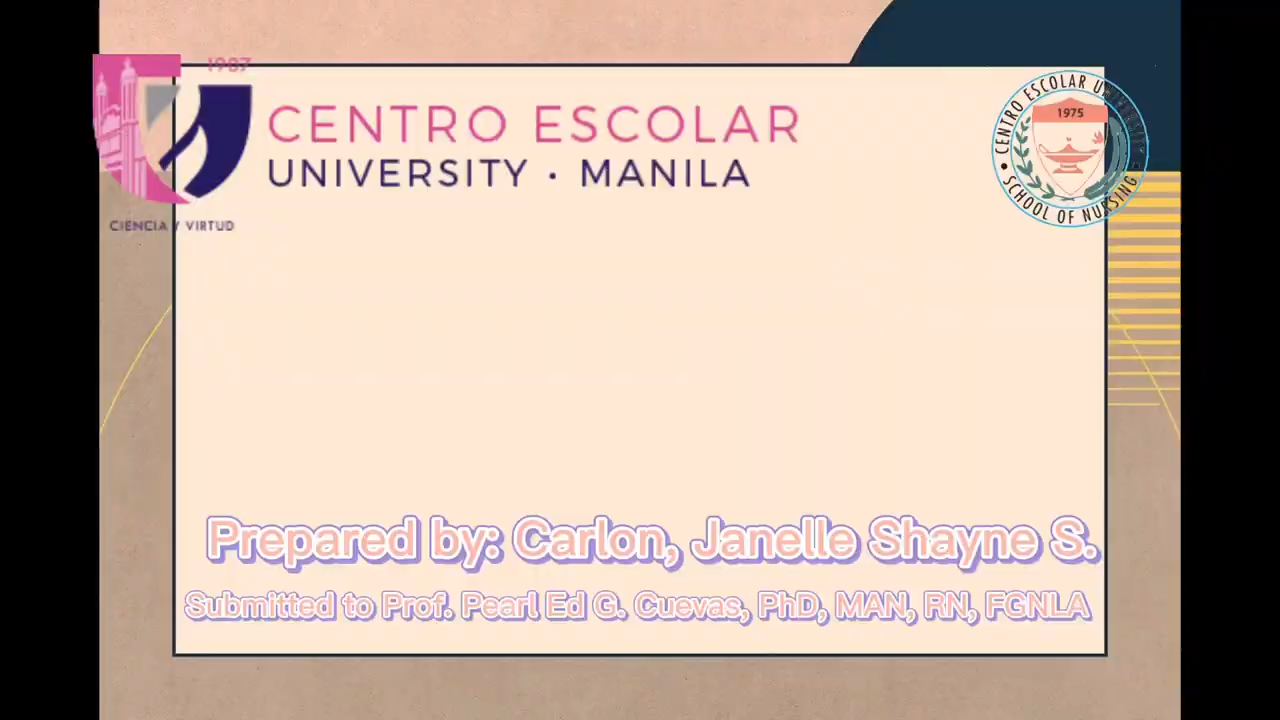 1907
CENTRO ESCOLAR
UNIVERSITY · MANILA
CIENCIA Y VIRTUD
CENTRO ESCOLAR UNIVERSITY
1975
SCHOOL OF NURSING
Prepared by: Carlon, Janelle Shayne S.
Submitted to Prof. Pearl Ed G. Cuevas, PhD, MAN, RN, FGNLA